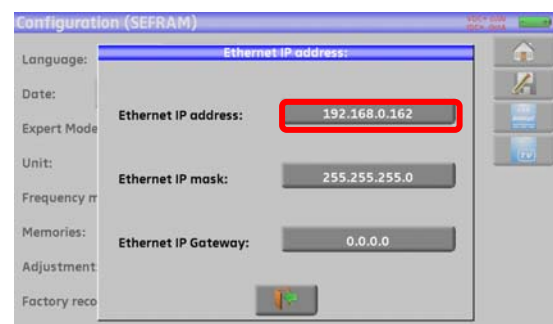 Configuration (SEFRAM)
Ethernet IP address:
Language:
Date:
Ethernet IP address: 192.168.0.162
Expert Mode
Unit:
Ethernet IP mask: 255.255.255.0
Frequency m
Memories:
Ethernet IP Gateway: 0.0.0.0
Adjustment
Factory reco
TV